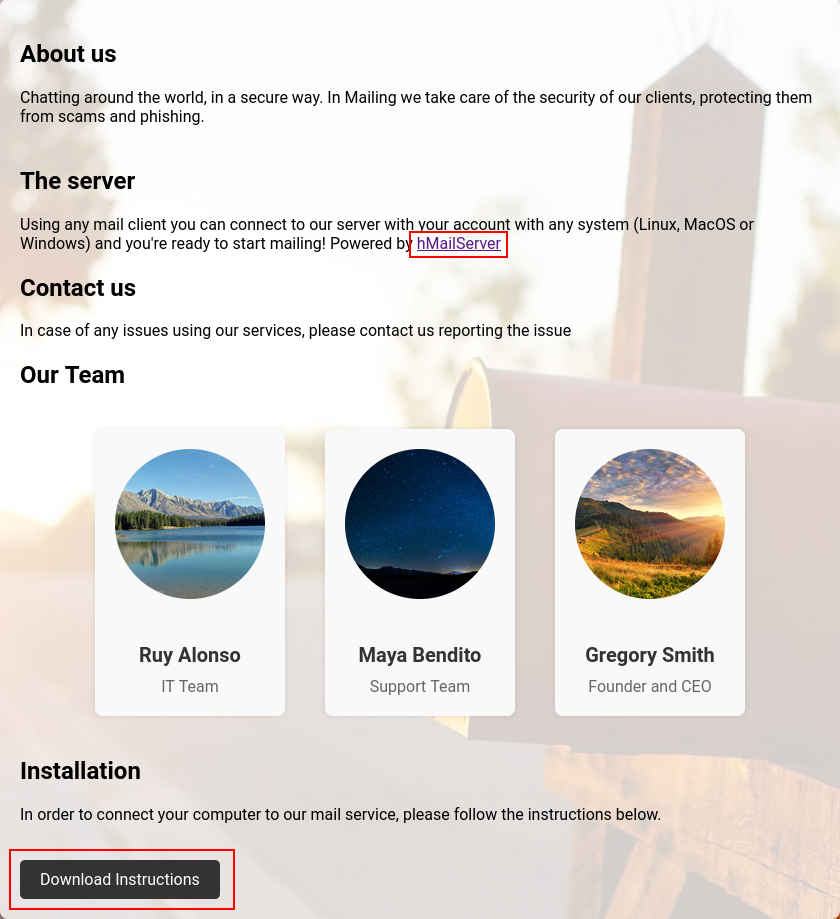 About us
Chatting around the world, in a secure way. In Mailing we take care of the security of our clients, protecting them
from scams and phishing.
The server
Using any mail client you can connect to our server with your account with any system (Linux, MacOS or
Windows) and you're ready to start mailing! Powered by hMailServer
Contact us
In case of any issues using our services, please contact us reporting the issue
Our Team
Ruy Alonso
IT Team
Maya Bendito
Support Team
Gregory Smith
Founder and CEO
Installation
In order to connect your computer to our mail service, please follow the instructions below.
Download Instructions